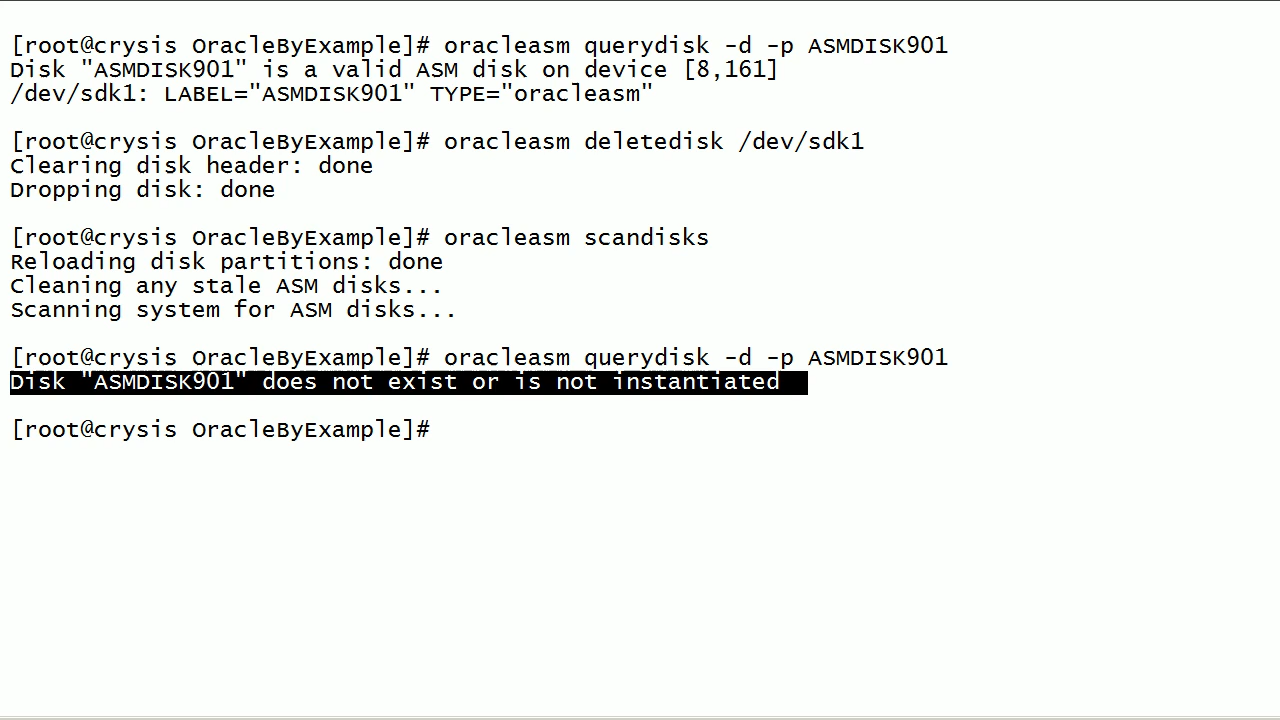 [root@crysis OracleByExample]# oracleasm querydisk -d -p ASMDISK901
Disk "ASMDISK901" is a valid ASM disk on device [8,161]
/dev/sdk1: LABEL="ASMDISK901" TYPE="oracleasm"
[root@crysis OracleByExample]# oracleasm deletedisk /dev/sdk1
Clearing disk header: done
Dropping disk: done
[root@crysis OracleByExample]# oracleasm scandisks
Reloading disk partitions: done
Cleaning any stale ASM disks...
Scanning system for ASM disks...
[root@crysis OracleByExample]# oracleasm querydisk -d -p ASMDISK901
Disk "ASMDISK901" does not exist or is not instantiated
[root@crysis OracleByExample]#